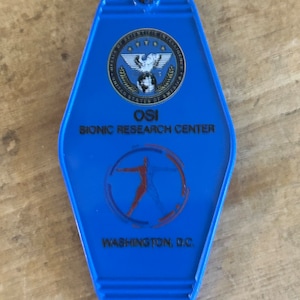 OSI
BIONIC RESEARCH CENTER
WASHINGTON, D.C.